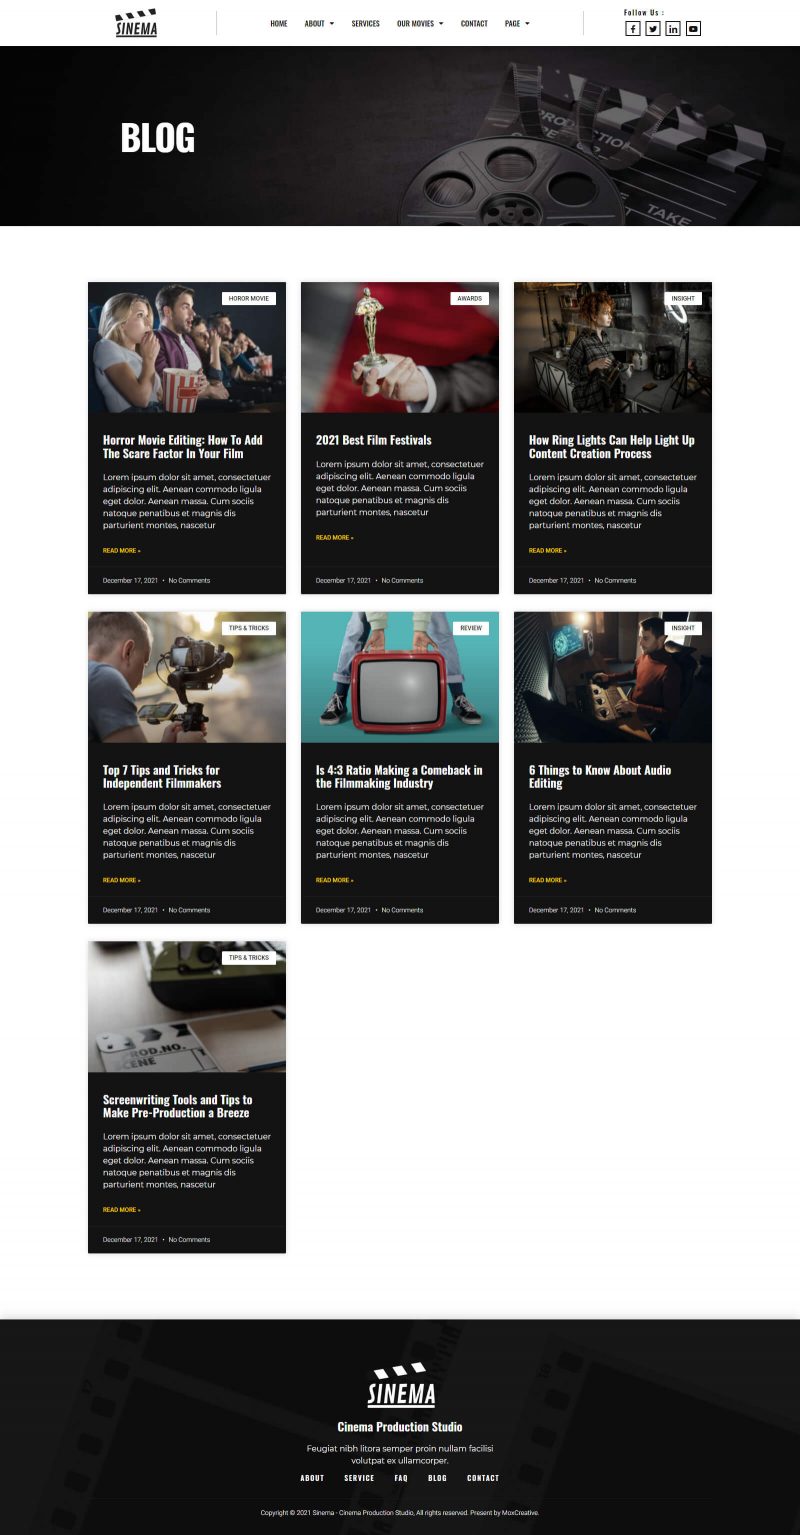 SINEMA
HOME ABOUT SERVICES OUR MOVIES CONTACT PAGE
Follow Us :
BLOG
PRODUCTION
TAKE
HOROR MOVIE
Horror Movie Editing: How To Add
The Scare Factor In Your Film
Lorem ipsum dolor sit amet, consectetuer
adipiscing elit. Aenean commodo ligula
eget dolor. Aenean massa. Cum sociis
natoque penatibus et magnis dis
parturient montes, nascetur
READ MORE »
December 17, 2021 • No Comments
AWARDS
2021 Best Film Festivals
Lorem ipsum dolor sit amet, consectetuer
adipiscing elit. Aenean commodo ligula
eget dolor. Aenean massa. Cum sociis
natoque penatibus et magnis dis
parturient montes, nascetur
READ MORE »
December 17, 2021 • No Comments
INSIGHT
How Ring Lights Can Help Light Up
Content Creation Process
Lorem ipsum dolor sit amet, consectetuer
adipiscing elit. Aenean commodo ligula
eget dolor. Aenean massa. Cum sociis
natoque penatibus et magnis dis
parturient montes, nascetur
READ MORE »
December 17, 2021 • No Comments
TIPS & TRICKS
Top 7 Tips and Tricks for
Independent Filmmakers
Lorem ipsum dolor sit amet, consectetuer
adipiscing elit. Aenean commodo ligula
eget dolor. Aenean massa. Cum sociis
natoque penatibus et magnis dis
parturient montes, nascetur
READ MORE »
December 17, 2021 • No Comments
REVIEW
Is 4:3 Ratio Making a Comeback in
the Filmmaking Industry
Lorem ipsum dolor sit amet, consectetuer
adipiscing elit. Aenean commodo ligula
eget dolor. Aenean massa. Cum sociis
natoque penatibus et magnis dis
parturient montes, nascetur
READ MORE »
December 17, 2021 • No Comments
INSIGHT
6 Things to Know About Audio
Editing
Lorem ipsum dolor sit amet, consectetuer
adipiscing elit. Aenean commodo ligula
eget dolor. Aenean massa. Cum sociis
natoque penatibus et magnis dis
parturient montes, nascetur
READ MORE »
December 17, 2021 • No Comments
TIPS & TRICKS
PROD.NO.
SCENE
Screenwriting Tools and Tips to
Make Pre-Production a Breeze
Lorem ipsum dolor sit amet, consectetuer
adipiscing elit. Aenean commodo ligula
eget dolor. Aenean massa. Cum sociis
natoque penatibus et magnis dis
parturient montes, nascetur
READ MORE »
December 17, 2021 • No Comments
SINEMA
Cinema Production Studio
Feugiat nibh litora semper proin nullam facilisi
volutpat ex ullamcorper.
ABOUT SERVICE FAQ BLOG CONTACT
Copyright © 2021 Sinema - Cinema Production Studio, All rights reserved. Present by MoxCreative.